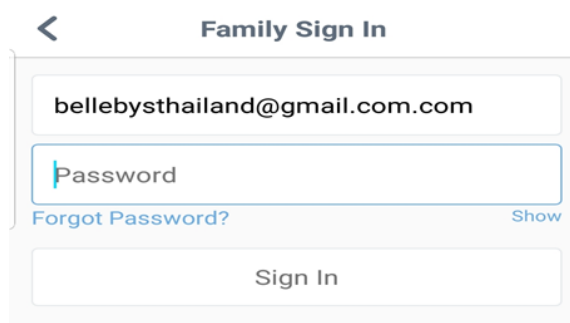 Family Sign In
bellebysthailand@gmail.com.com
Password
Forgot Password? Show
Sign In